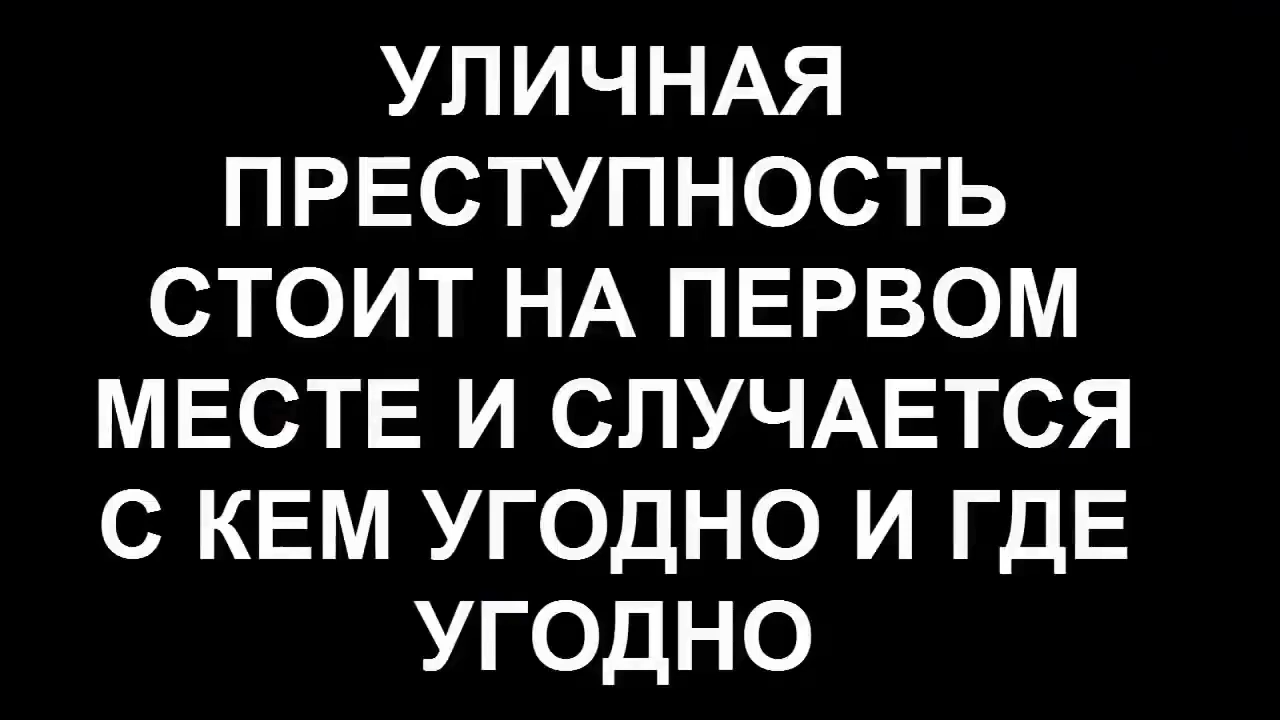 УЛИЧНАЯ
ПРЕСТУПНОСТЬ
СТОИТ НА ПЕРВОМ
МЕСТЕ И СЛУЧАЕТСЯ
С КЕМ УГОДНО И ГДЕ
УГОДНО